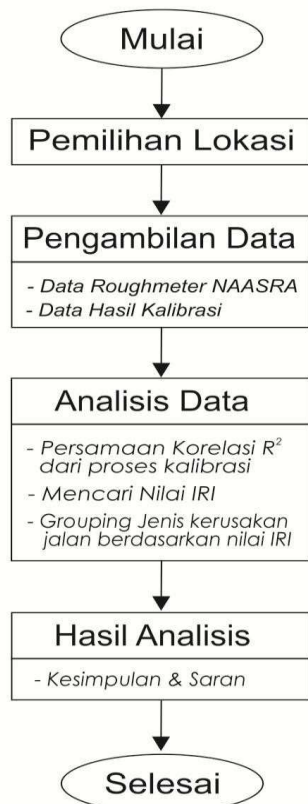 Mulai
Pemilihan Lokasi
Pengambilan Data
- Data Roughmeter NAASRA
- Data Hasil Kalibrasi
Analisis Data
- Persamaan Korelasi R²
dari proses kalibrasi
- Mencari Nilai IRI
- Grouping Jenis kerusakan
jalan berdasarkan nilai IRI
Hasil Analisis
- Kesimpulan & Saran
Selesai